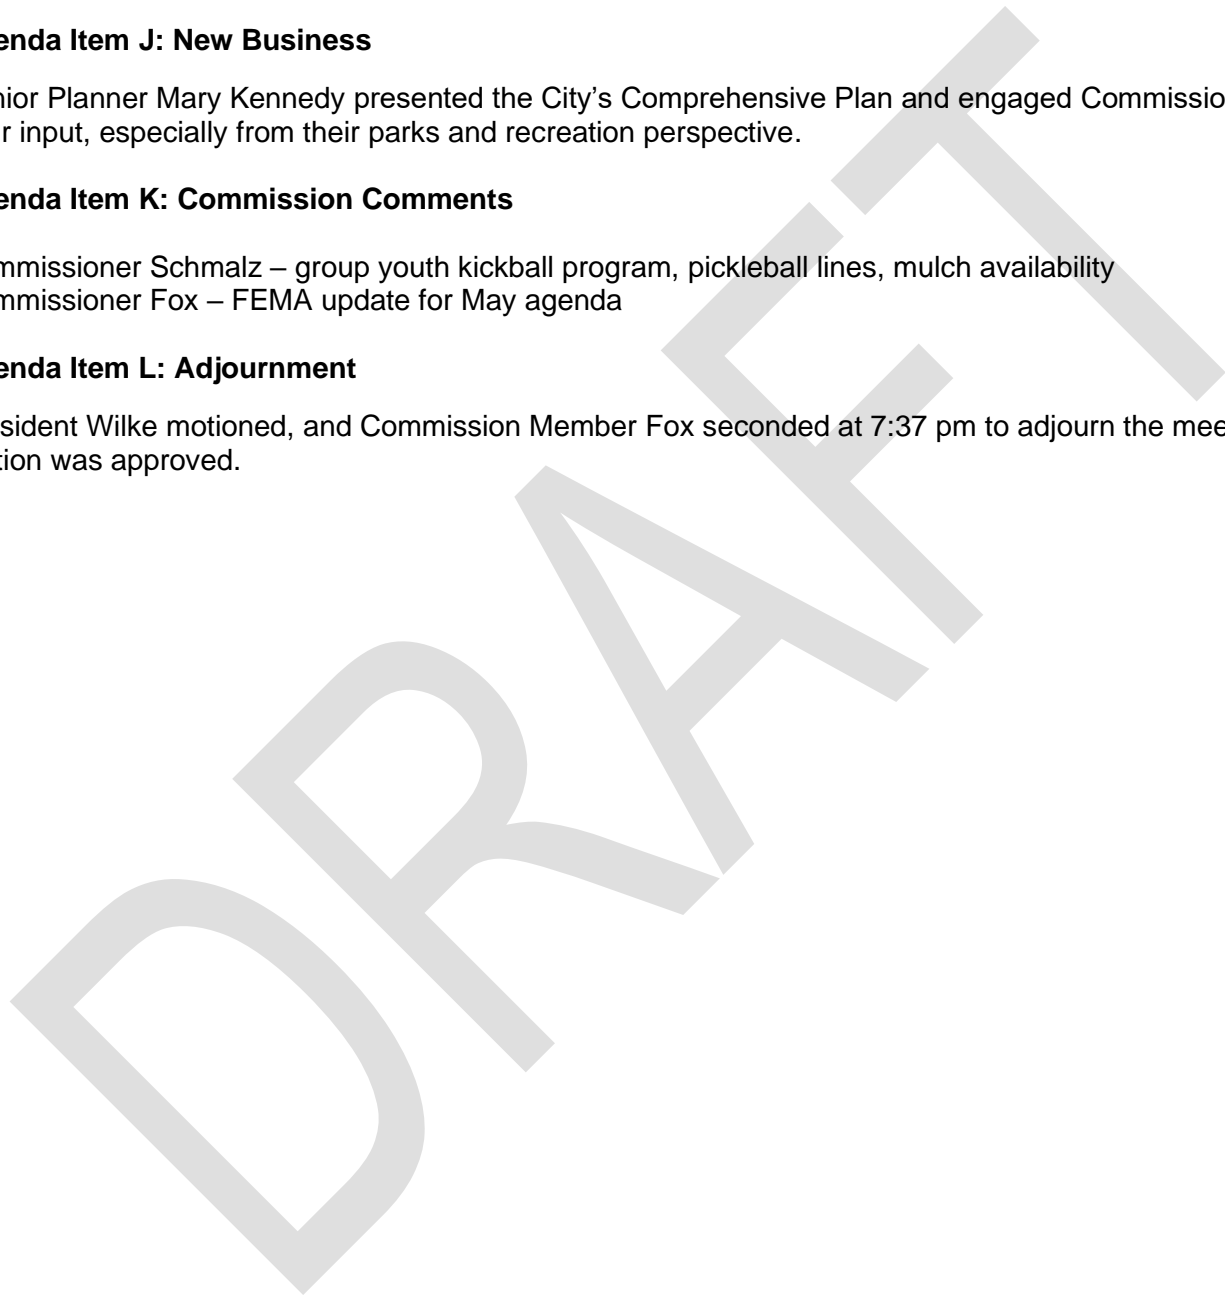 enda Item J: New Business
nior Planner Mary Kennedy presented the City’s Comprehensive Plan and engaged Commissio
r input, especially from their parks and recreation perspective.
enda Item K: Commission Comments
mmissioner Schmalz – group youth kickball program, pickleball lines, mulch availability
mmissioner Fox – FEMA update for May agenda
enda Item L: Adjournment
sident Wilke motioned, and Commission Member Fox seconded at 7:37 pm to adjourn the mee
tion was approved.
DRAFT